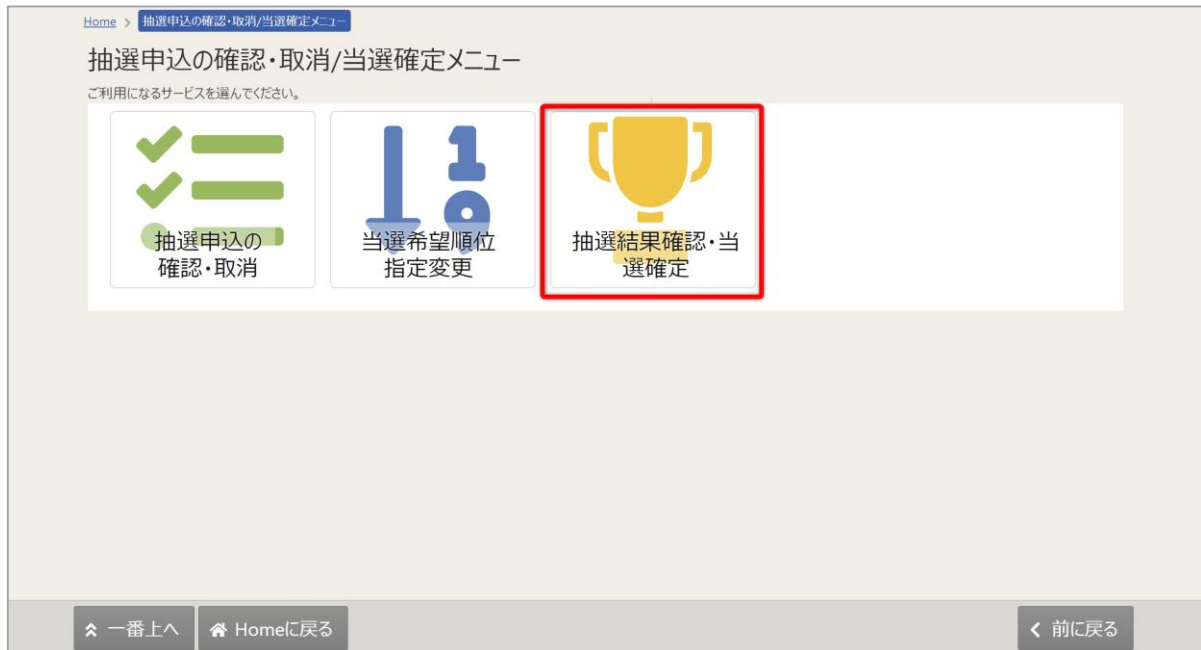 Home > 抽選申込の確認・取消/当選確定メニュー
抽選申込の確認・取消/当選確定メニュー
ご利用になるサービスを選んでください。
抽選申込の
確認・取消
当選希望順位
指定変更
抽選結果確認・当
選確定
一番上へ
Homeに戻る
前に戻る